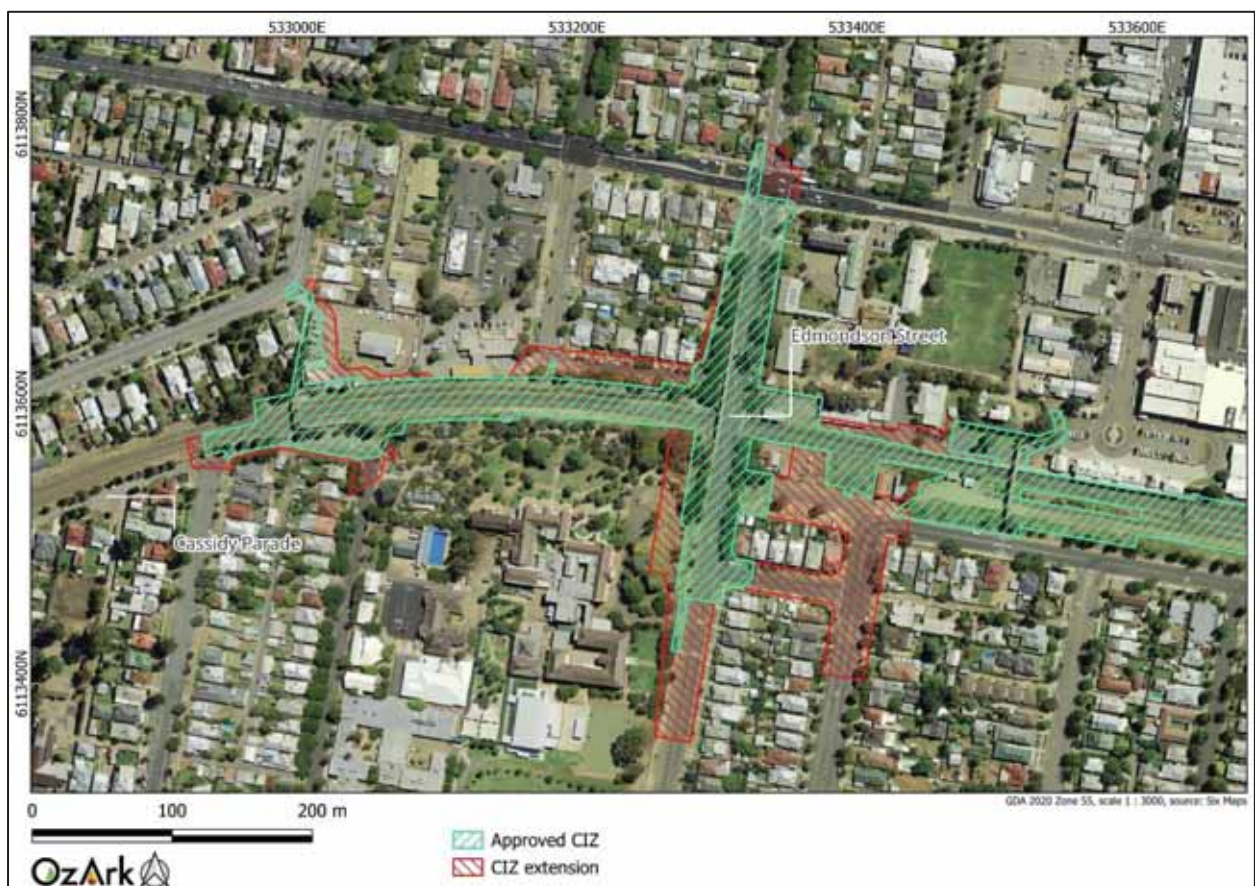 533000E 533200E 533400E 533600E
6113800N
6113600N
6113400N
Edmondson Street
Cassidy Parade
GDA 2020 Zone 55, scale 1 : 3000, source: Six Maps
0 100 200 m
Approved CIZ
CIZ extension
OzArk